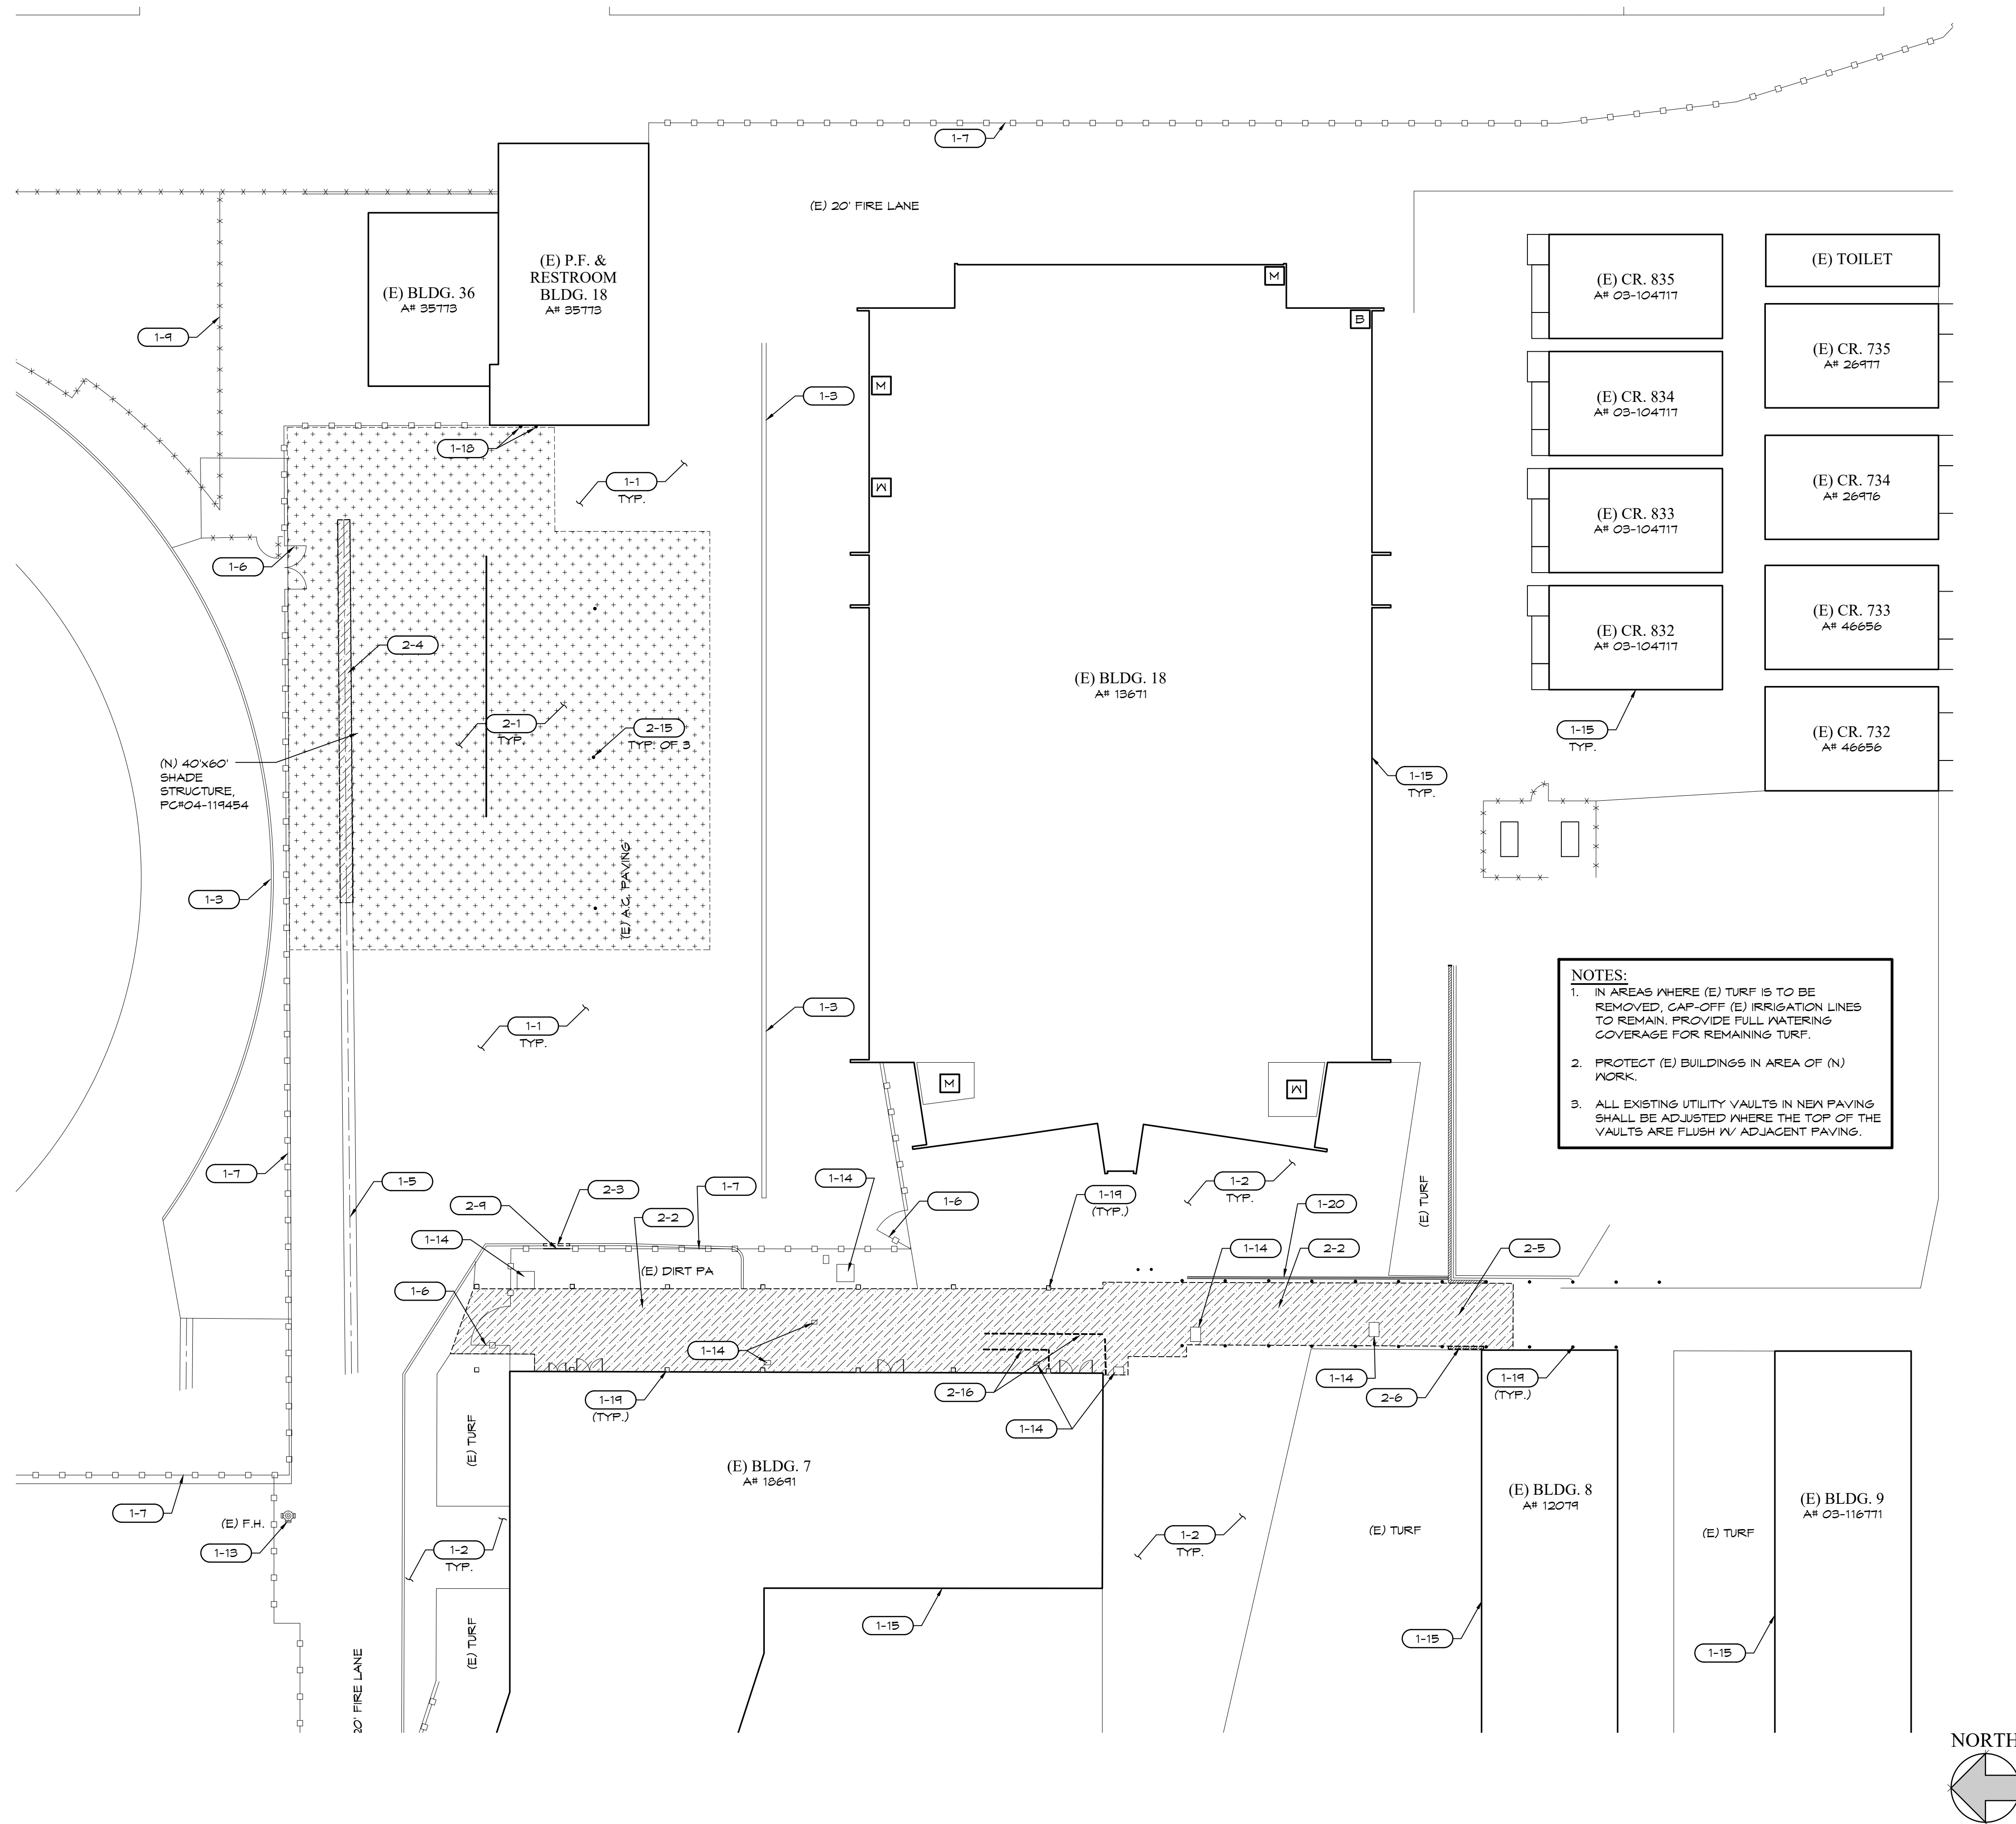 1-7
(E) 20' FIRE LANE
(E) BLDG. 36
A# 35773
(E) P.F. &
RESTROOM
BLDG. 18
A# 35773
M
B
M
W
(E) CR. 835
A# 03-104717
(E) TOILET
(E) CR. 735
A# 26977
(E) CR. 834
A# 03-104717
(E) CR. 734
A# 26976
(E) CR. 833
A# 03-104717
(E) CR. 733
A# 46656
(E) CR. 832
A# 03-104717
(E) CR. 732
A# 46656
1-9
1-3
1-18
1-1
TYP.
1-6
2-4
2-1
TYP.
2-15
TYP. OF 3
(E) BLDG. 18
A# 13671
1-15
TYP.
1-15
TYP.
(N) 40'x60'
SHADE
STRUCTURE,
PC#04-119454
(E) A.C. PAVING
1-3
1-3
1-1
TYP.
NOTES:
1. IN AREAS WHERE (E) TURF IS TO BE
REMOVED, CAP-OFF (E) IRRIGATION LINES
TO REMAIN. PROVIDE FULL WATERING
COVERAGE FOR REMAINING TURF.
2. PROTECT (E) BUILDINGS IN AREA OF (N)
WORK.
3. ALL EXISTING UTILITY VAULTS IN NEW PAVING
SHALL BE ADJUSTED WHERE THE TOP OF THE
VAULTS ARE FLUSH W/ ADJACENT PAVING.
M
W
1-7
1-5
2-9
2-3
2-2
1-7
1-14
1-6
1-19
(TYP.)
1-2
TYP.
1-20
(E) TURF
1-14
1-14
2-2
2-5
(E) DIRT PA
1-6
1-14
1-19
(TYP.)
2-16
1-14
1-14
2-6
1-19
(TYP.)
(E) TURF
(E) BLDG. 7
A# 18691
(E) BLDG. 8
A# 12079
(E) BLDG. 9
A# 03-116771
1-7
(E) F.H.
1-13
1-2
TYP.
1-2
TYP.
(E) TURF
(E) TURF
(E) TURF
1-15
1-15
1-15
20' FIRE LANE
NORTH